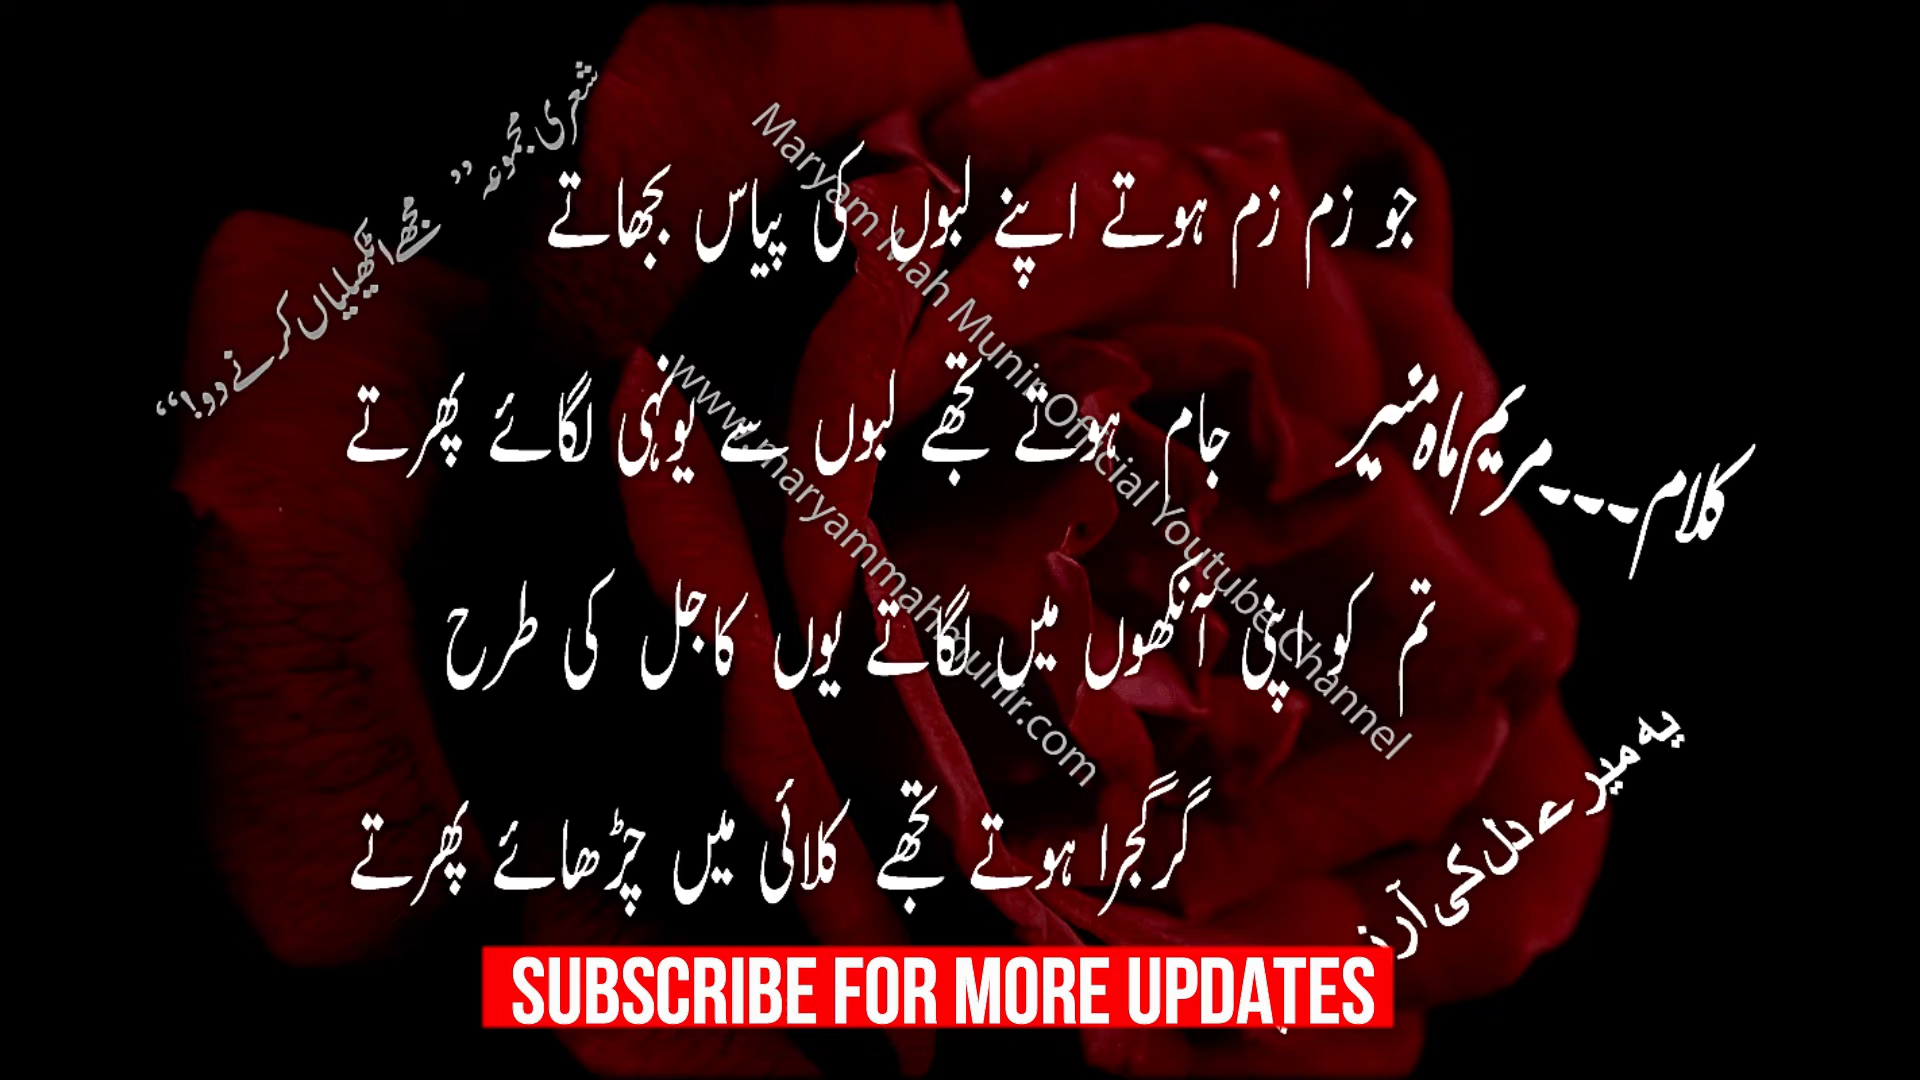 شعری مجموعہ ’’ مجھے اٹھیلیاں کرنے دو!‘‘
جو زم زم ہوتے اپنے لبوں کی پیاس بجھاتے
جام ہوتے تجھے لبوں سے یونہی لگائے پھرتے
کلام ۔۔۔ مریم ماہ منیر
تم کو اپنی آنکھوں میں لگاتے یوں کاجل کی طرح
گر گجرا ہوتے تجھے کلائی میں چڑھائے پھرتے
یہ میرے دل کی
Maryam Mah Munir Official Youtube Channel
www.maryammahmunir.com
SUBSCRIBE FOR MORE UPDATES